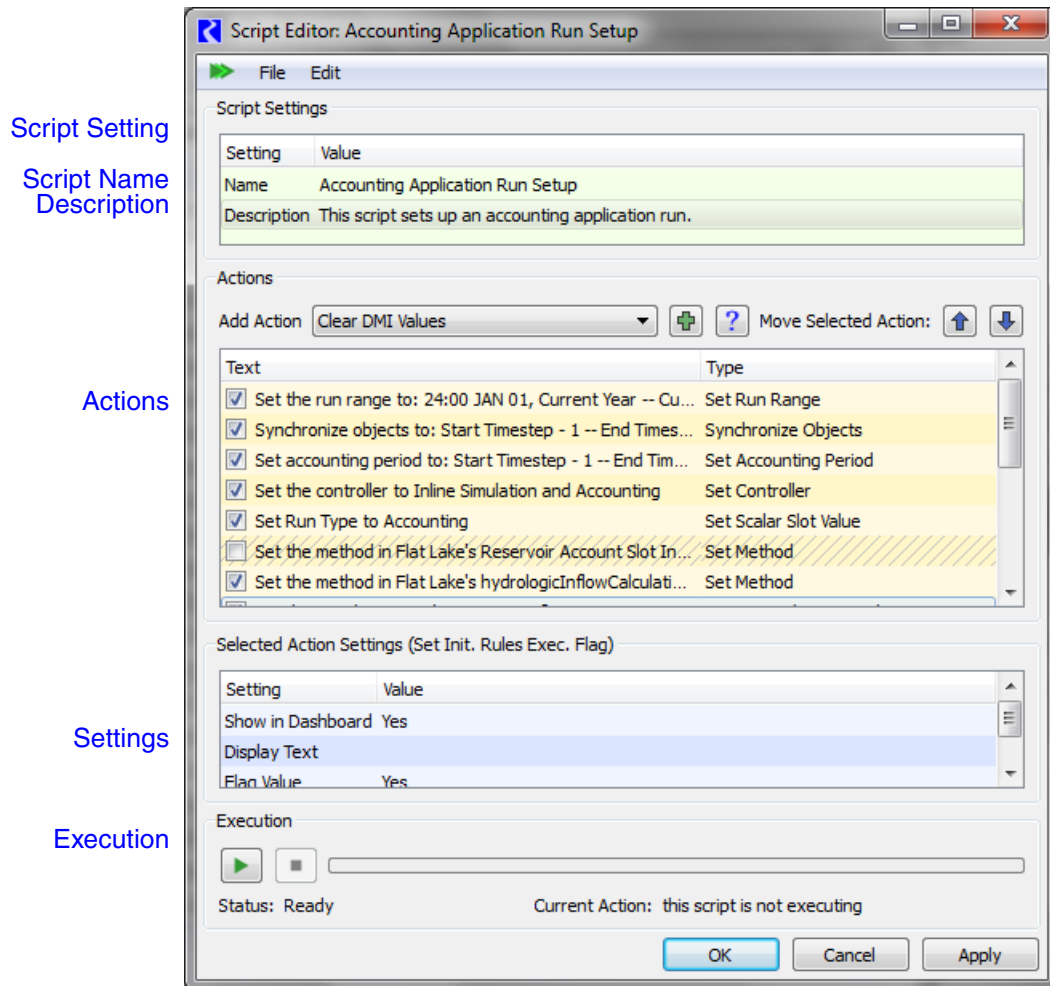 Script Editor: Accounting Application Run Setup
File Edit
Script Settings
Script Setting
Setting Value
Script Name
Name Accounting Application Run Setup
Description
Description This script sets up an accounting application run.
Actions
Add Action Clear DMI Values ? Move Selected Action:
Text Type
Actions
Set the run range to: 24:00 JAN 01, Current Year -- Cu... Set Run Range
Synchronize objects to: Start Timestep - 1 -- End Times... Synchronize Objects
Set accounting period to: Start Timestep - 1 -- End Tim... Set Accounting Period
Set the controller to Inline Simulation and Accounting Set Controller
Set Run Type to Accounting Set Scalar Slot Value
Set the method in Flat Lake's Reservoir Account Slot In... Set Method
Set the method in Flat Lake's hydrologicInflowCalculati... Set Method
Selected Action Settings (Set Init. Rules Exec. Flag)
Setting Value
Show in Dashboard Yes
Settings
Display Text
Flag Value Yes
Execution
Execution
Status: Ready Current Action: this script is not executing
OK Cancel Apply